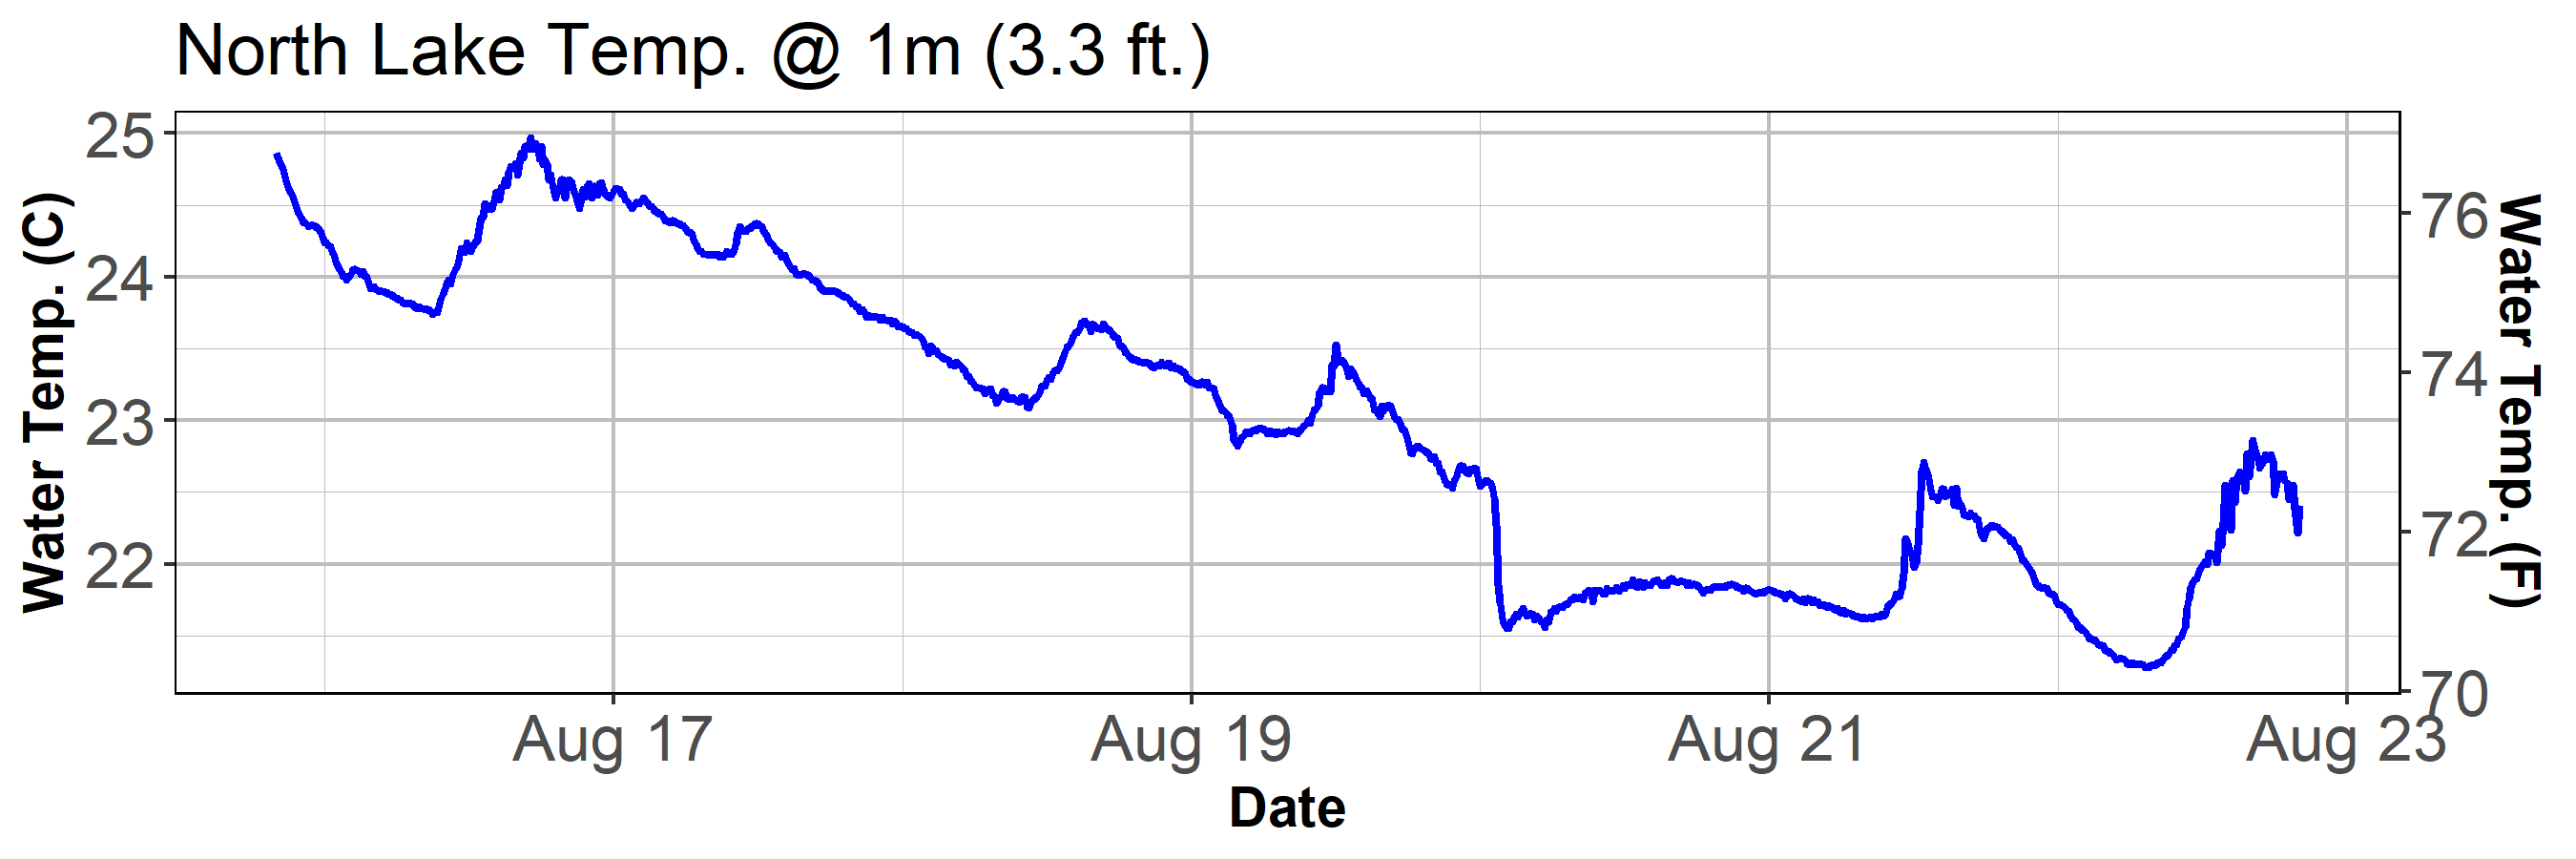 North Lake Temp. @ 1m (3.3 ft.)
Water Temp. (C)
25
24
23
22
76
74
72
70
Water Temp. (F)
Aug 17 Aug 19 Aug 21 Aug 23
Date